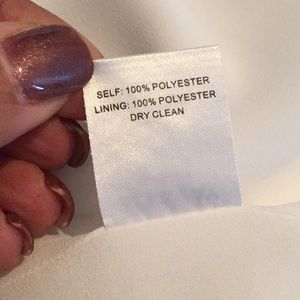 SELF: 100% POLYESTER
LINING: 100% POLYESTER
DRY CLEAN